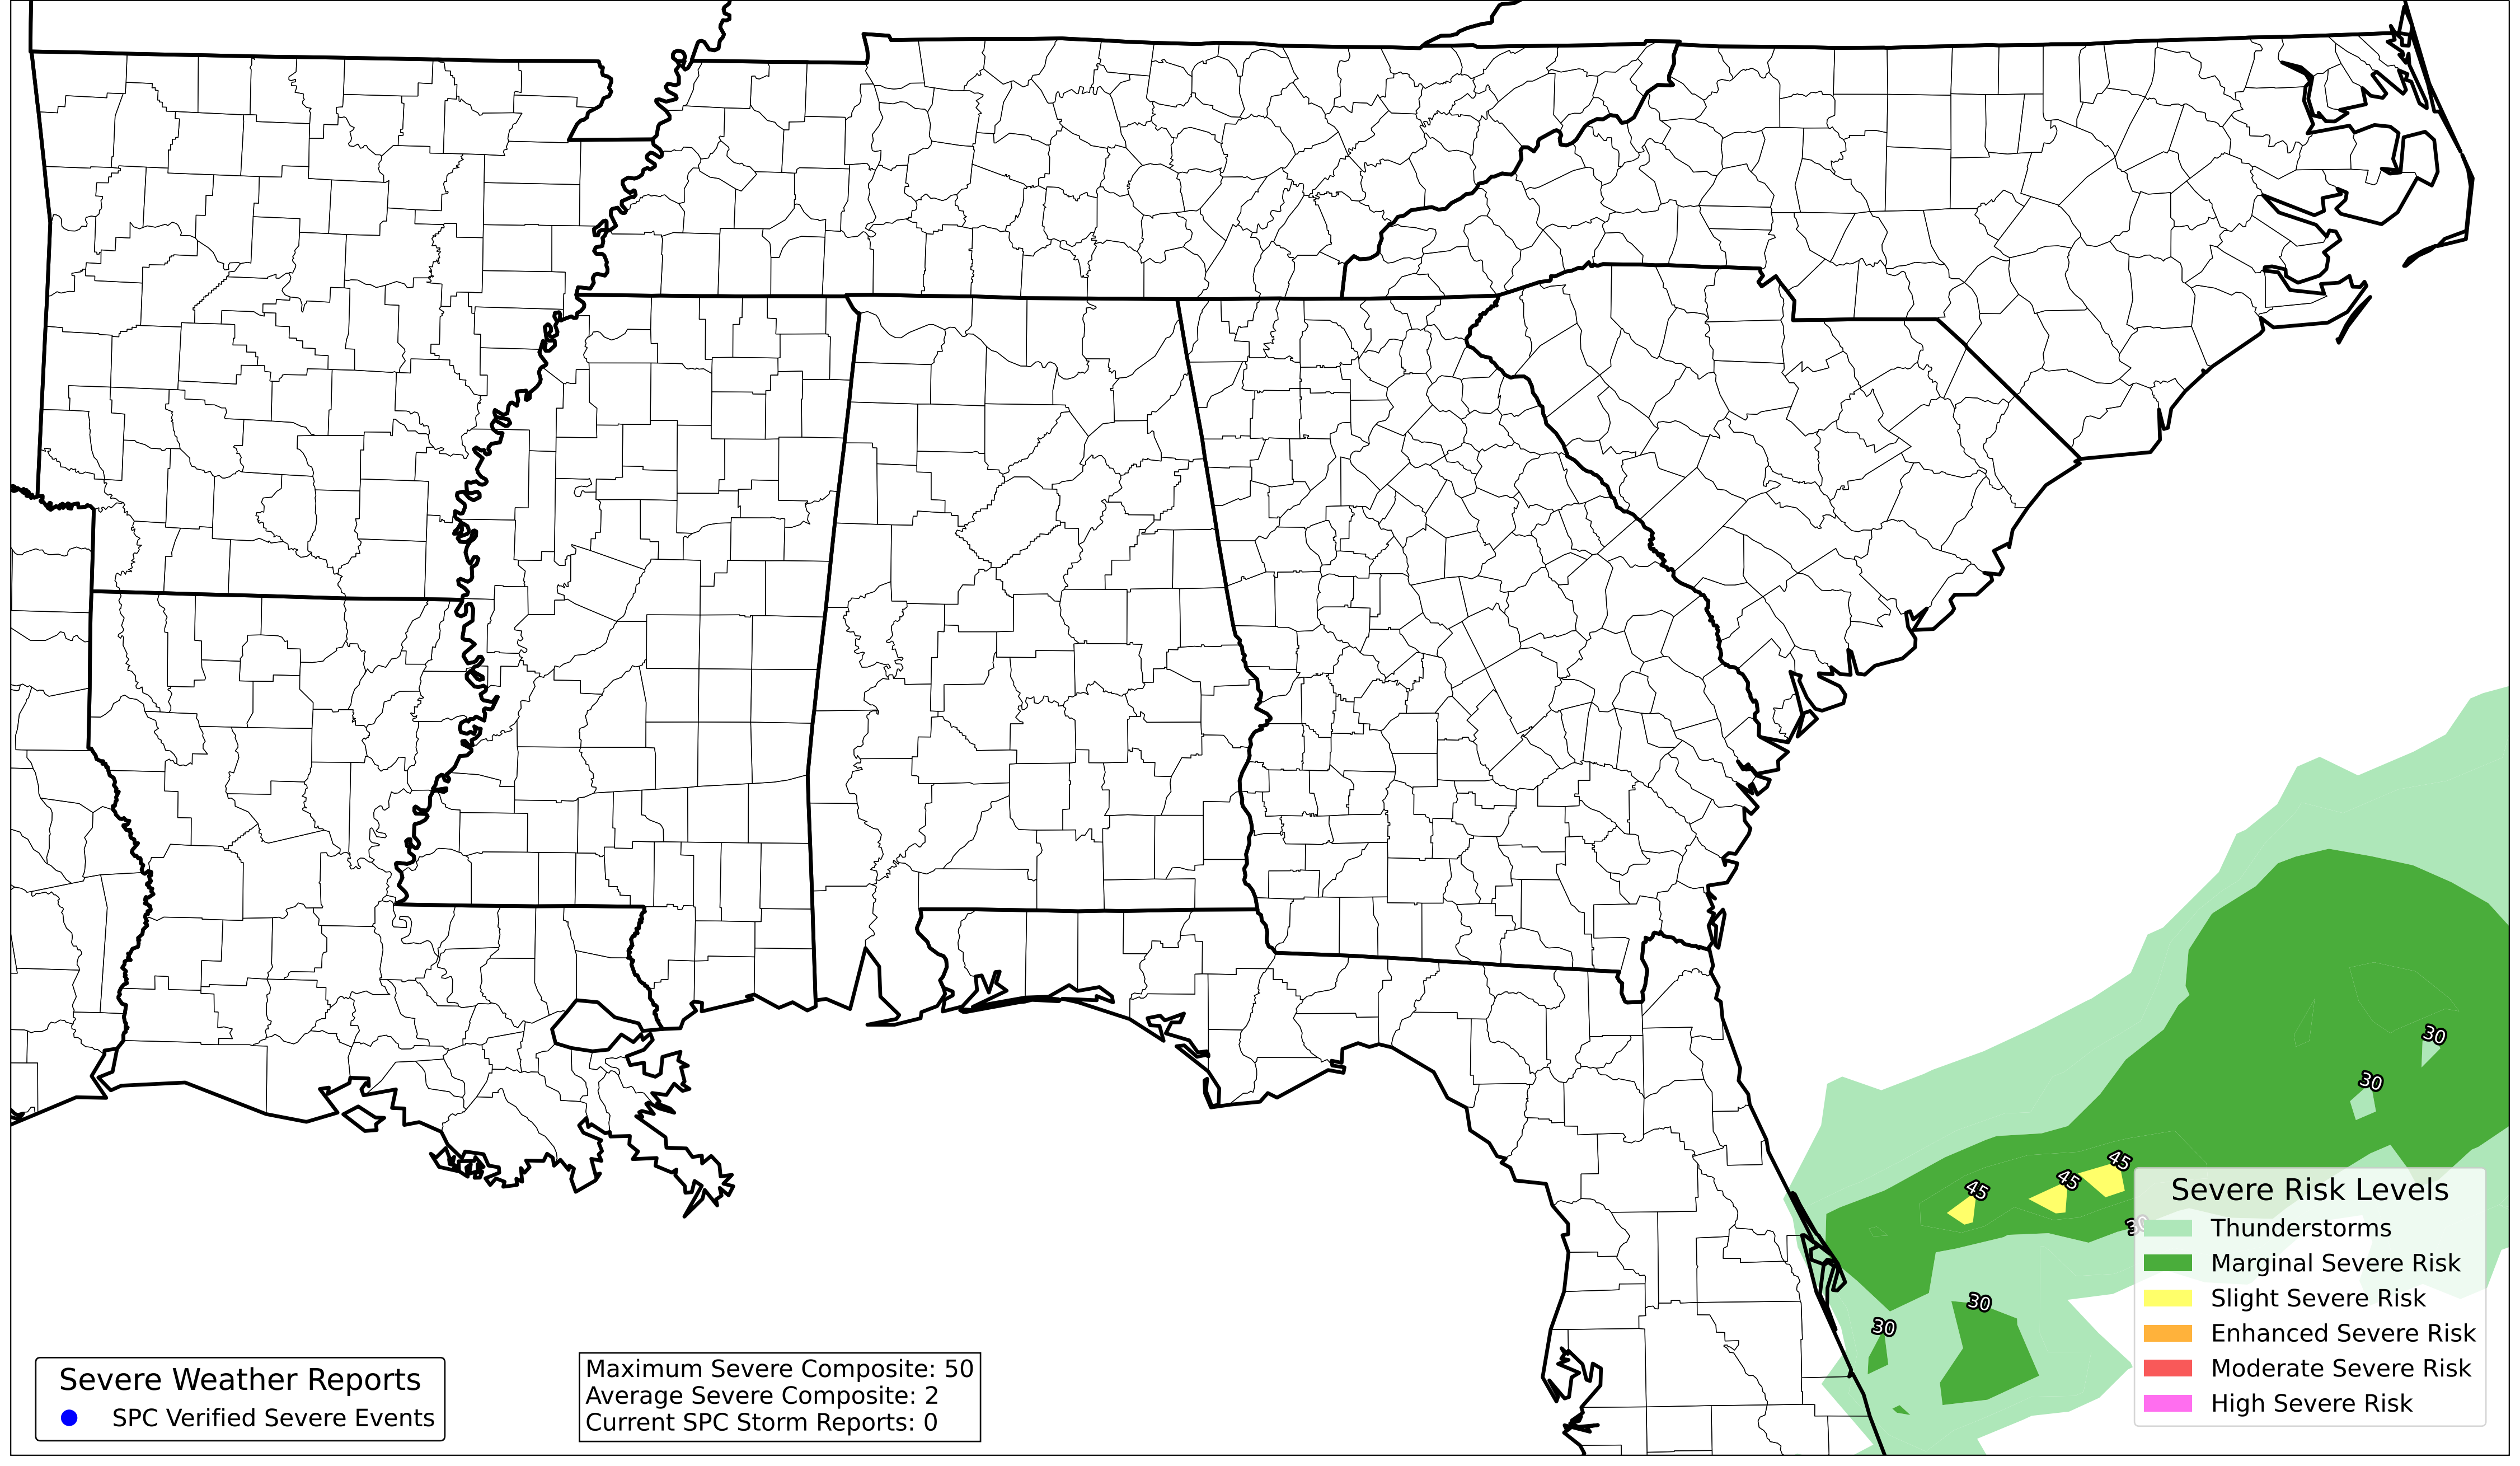 30
30
45
45
45
30
30
30
Severe Risk Levels
Thunderstorms
Marginal Severe Risk
Slight Severe Risk
Enhanced Severe Risk
Moderate Severe Risk
High Severe Risk
Severe Weather Reports
SPC Verified Severe Events
Maximum Severe Composite: 50
Average Severe Composite: 2
Current SPC Storm Reports: 0